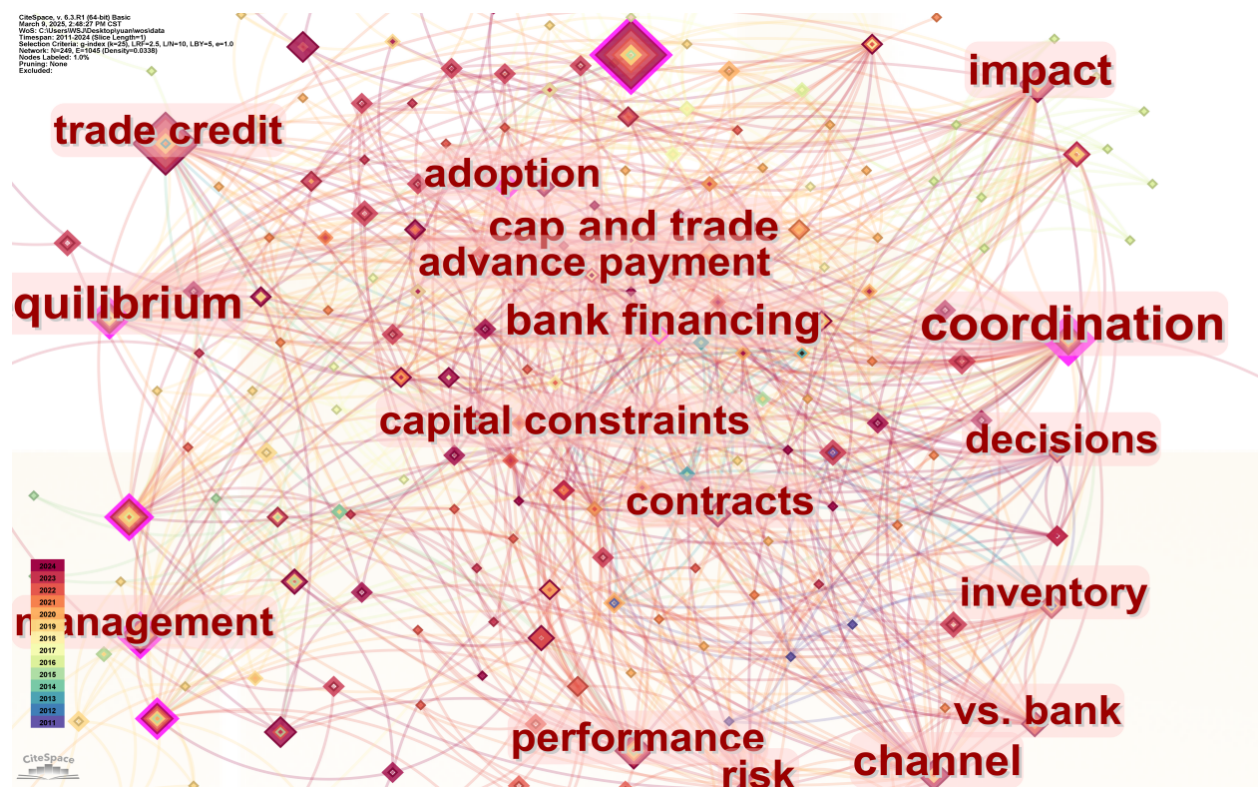 CiteSpace, v. 6.3.R1 (64-bit) Basic
March 9, 2025, 2:48:27 PM CST
WoS: C:\Users\WSJ\Desktop\yuan\wos\data
Timespan: 2011-2024 (Slice Length=1)
Selection Criteria: g-index (k=25), LRF=2.5, L/N=10, LBY=5, e=1.0
Network: N=249, E=1045 (Density=0.0338)
Nodes Labeled: 1.0%
Pruning: None
Excluded:
impact
trade credit
adoption
cap and trade
advance payment
quilibrium
bank financing
coordination
capital constraints
decisions
contracts
inventory
management
vs. bank
performance
channel
risk
2024
2023
2022
2021
2020
2019
2018
2017
2016
2015
2014
2013
2012
2011
CiteSpace